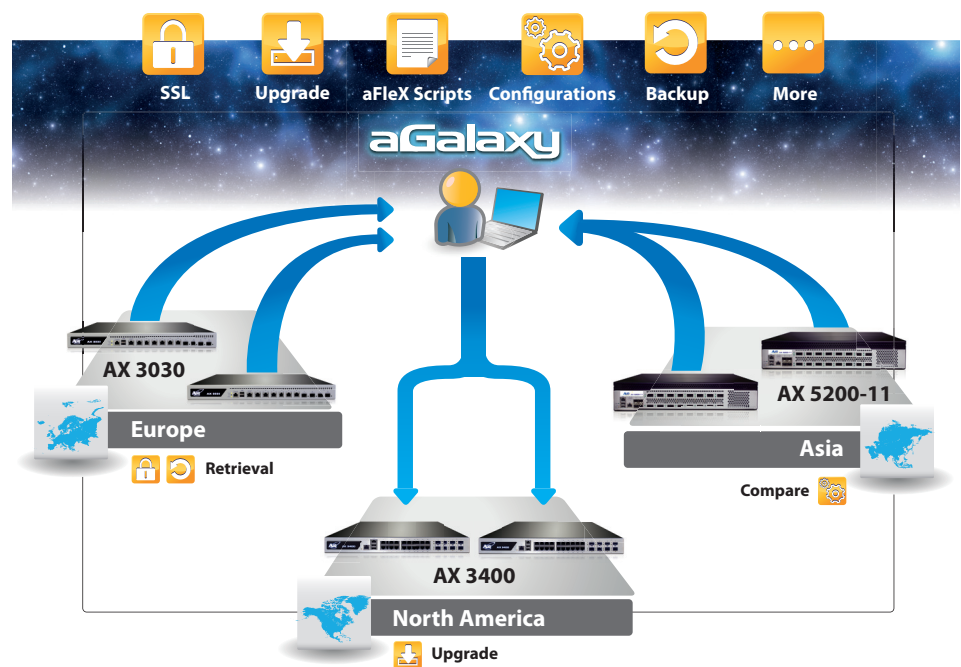 SSL
Upgrade
aFleX Scripts
Configurations
Backup
More
aGalaxy
AX 3030
AX 5200-11
Europe
Asia
Retrieval
Compare
AX 3400
North America
Upgrade